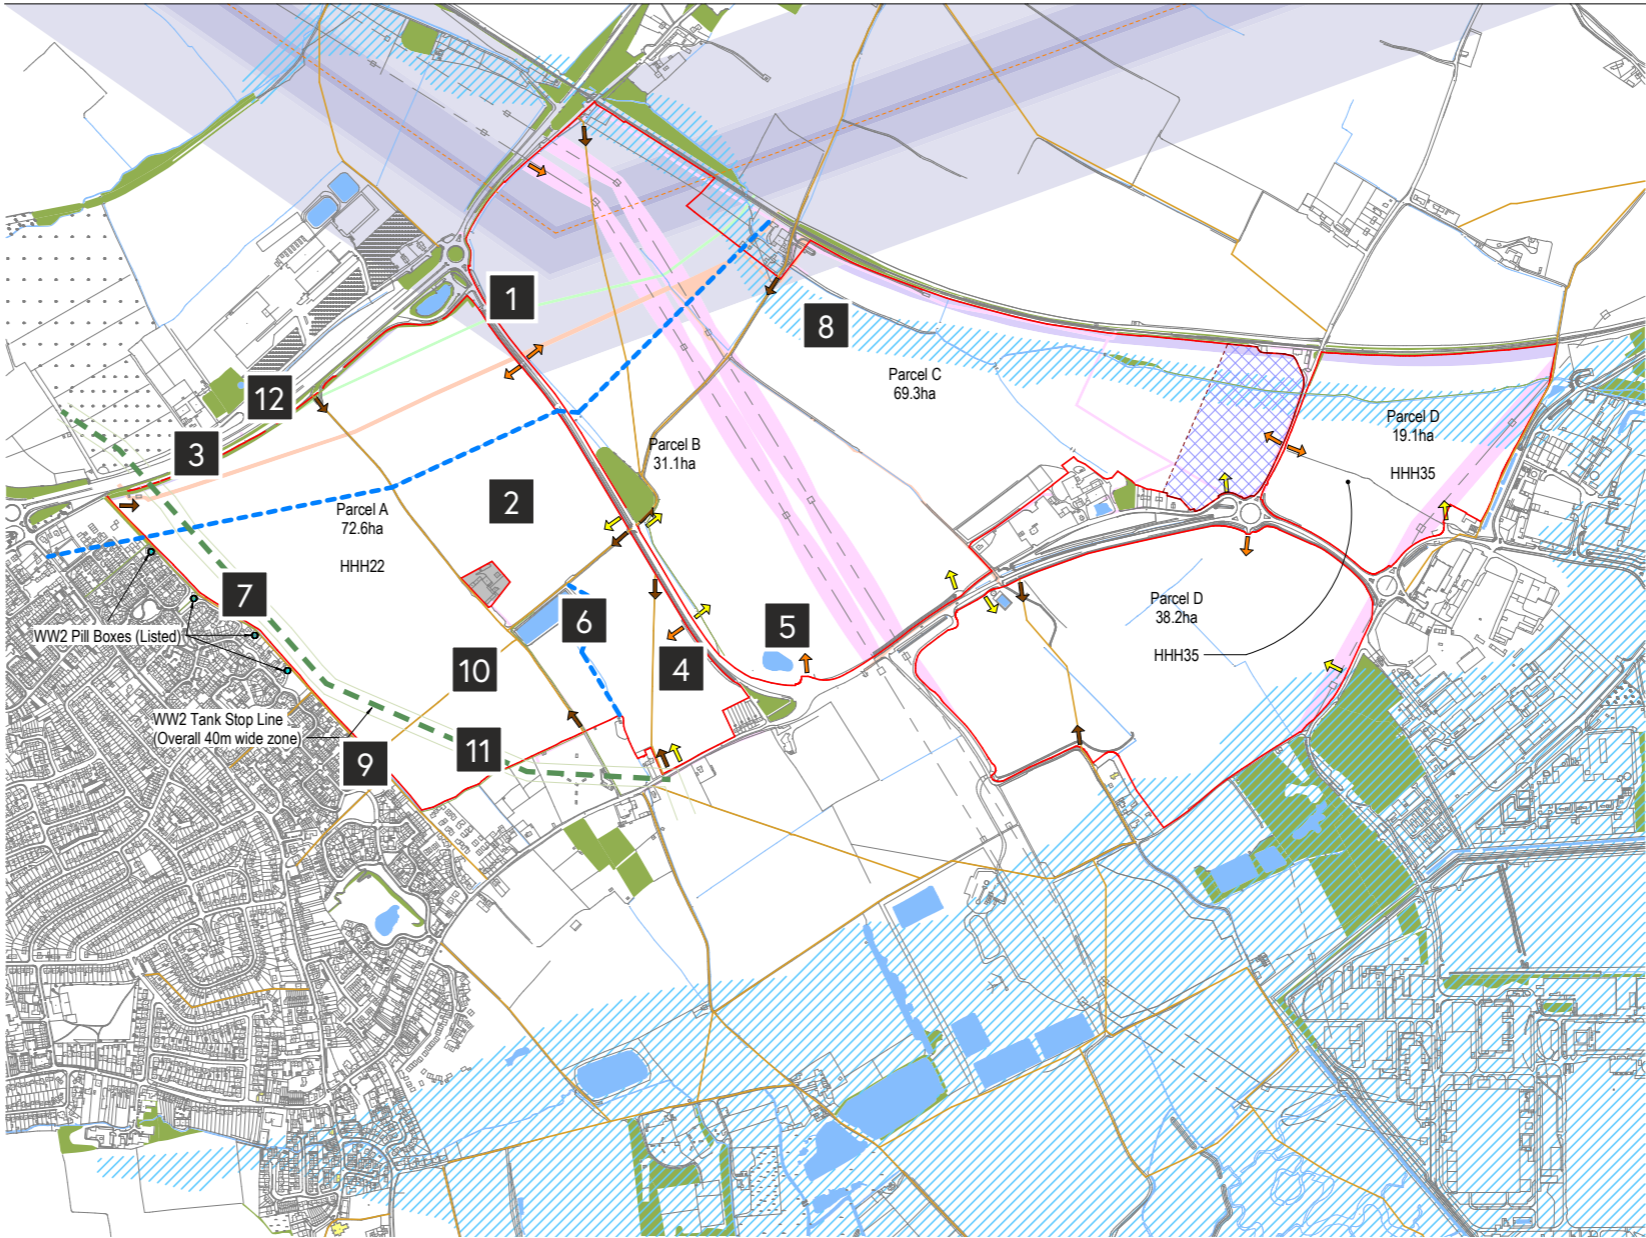 1
8
Parcel C
69.3ha
12
Parcel D
19.1ha
3
Parcel B
31.1ha
HHH35
2
Parcel A
72.6ha
HHH22
7
6
5
Parcel D
38.2ha
WW2 Pill Boxes (Listed)
HHH35
10
4
WW2 Tank Stop Line
(Overall 40m wide zone)
11
9